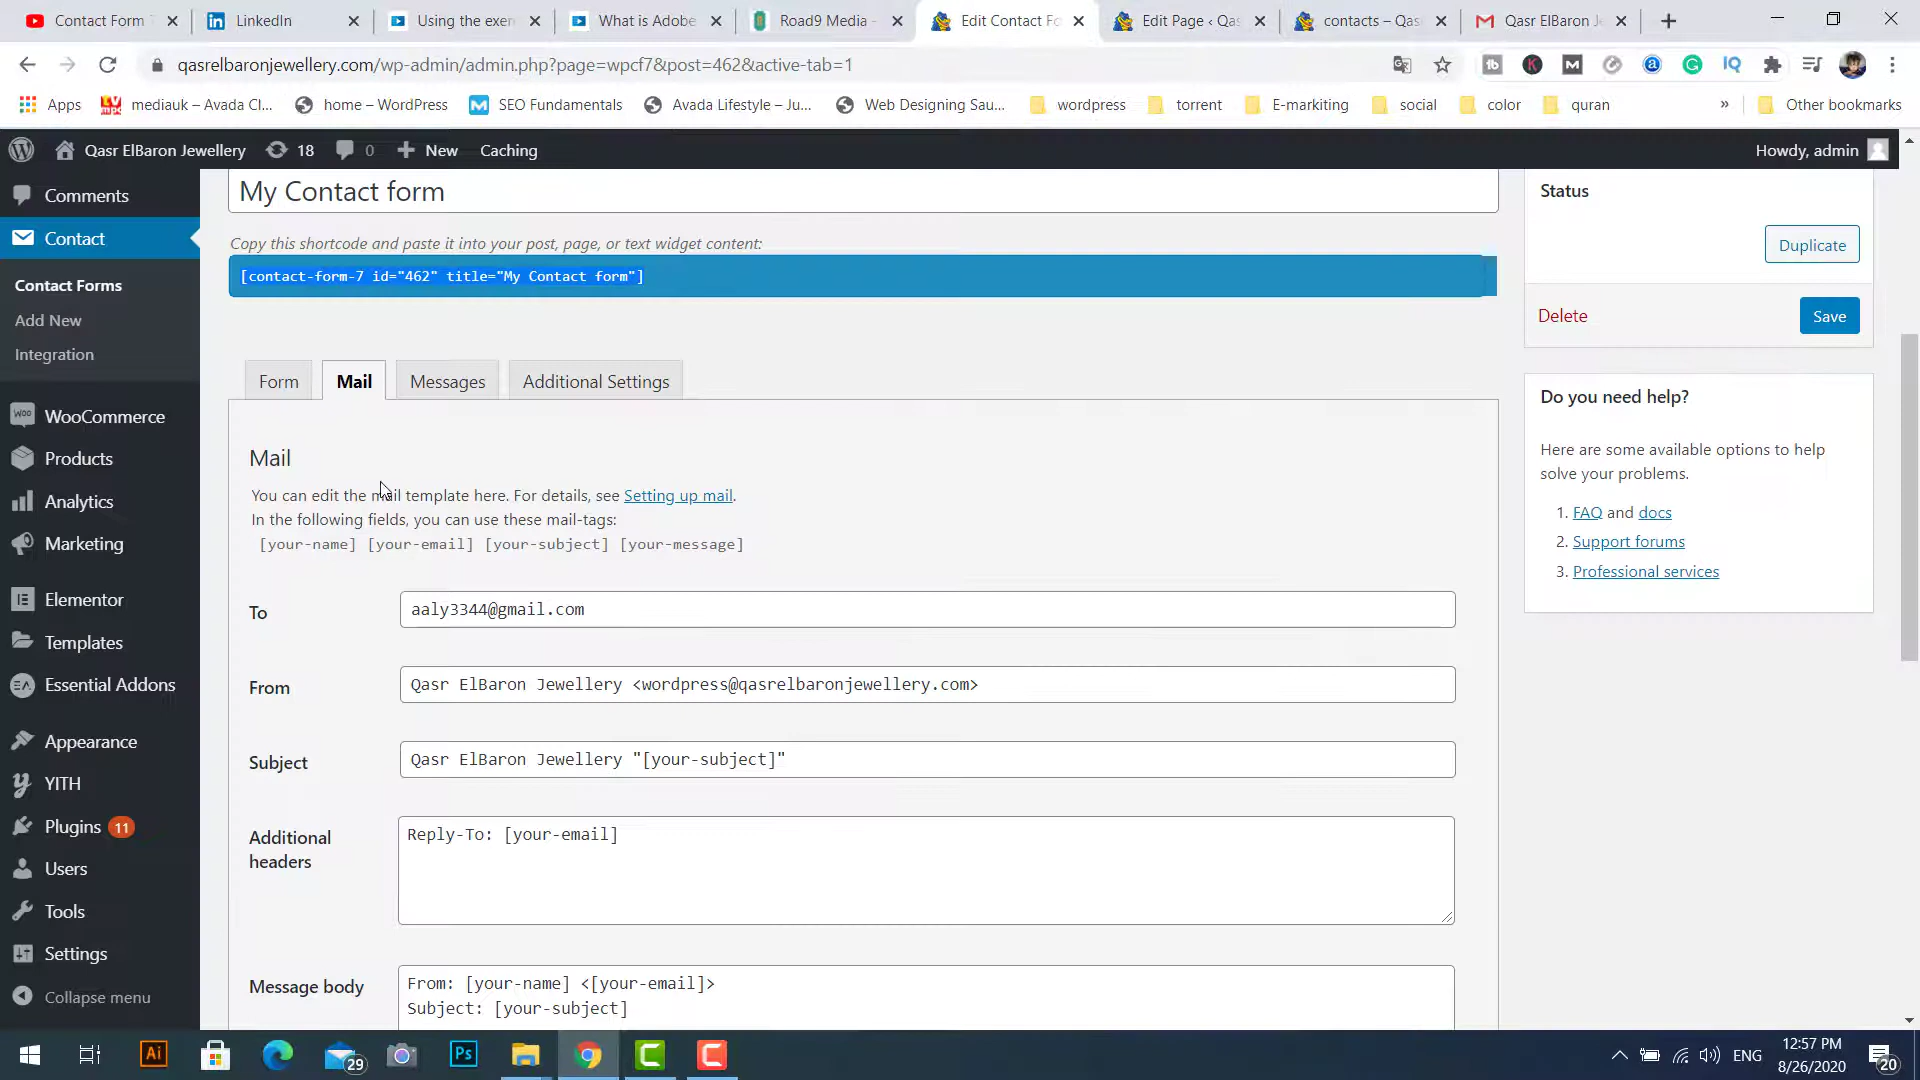 Contact Form
LinkedIn
Using the exer
What is Adobe
Road9 Media -
Edit Contact Fo
Edit Page ‹ Qas
contacts – Qas
Qasr ElBaron J
qasrelbaronjewellery.com/wp-admin/admin.php?page=wpcf7&post=462&active-tab=1
Apps
mediauk – Avada Cl...
home – WordPress
SEO Fundamentals
Avada Lifestyle – Ju...
Web Designing Sau...
wordpress
torrent
E-markiting
social
color
quran
»
Other bookmarks
Qasr ElBaron Jewellery
18
0
New
Caching
Howdy, admin
Comments
Contact
Contact Forms
Add New
Integration
WooCommerce
Products
Analytics
Marketing
Elementor
Templates
Essential Addons
Appearance
YITH
Plugins 11
Users
Tools
Settings
Collapse menu
My Contact form
Copy this shortcode and paste it into your post, page, or text widget content:
[contact-form-7 id="462" title="My Contact form"]
Form
Mail
Messages
Additional Settings
Mail
You can edit the mail template here. For details, see Setting up mail.
In the following fields, you can use these mail-tags:
[your-name] [your-email] [your-subject] [your-message]
To
aaly3344@gmail.com
From
Qasr ElBaron Jewellery <wordpress@qasrelbaronjewellery.com>
Subject
Qasr ElBaron Jewellery "[your-subject]"
Additional
headers
Reply-To: [your-email]
Message body
From: [your-name] <[your-email]>
Subject: [your-subject]
Status
Duplicate
Delete
Save
Do you need help?
Here are some available options to help
solve your problems.
1. FAQ and docs
2. Support forums
3. Professional services
Ai
29
Ps
ENG
12:57 PM
8/26/2020
20